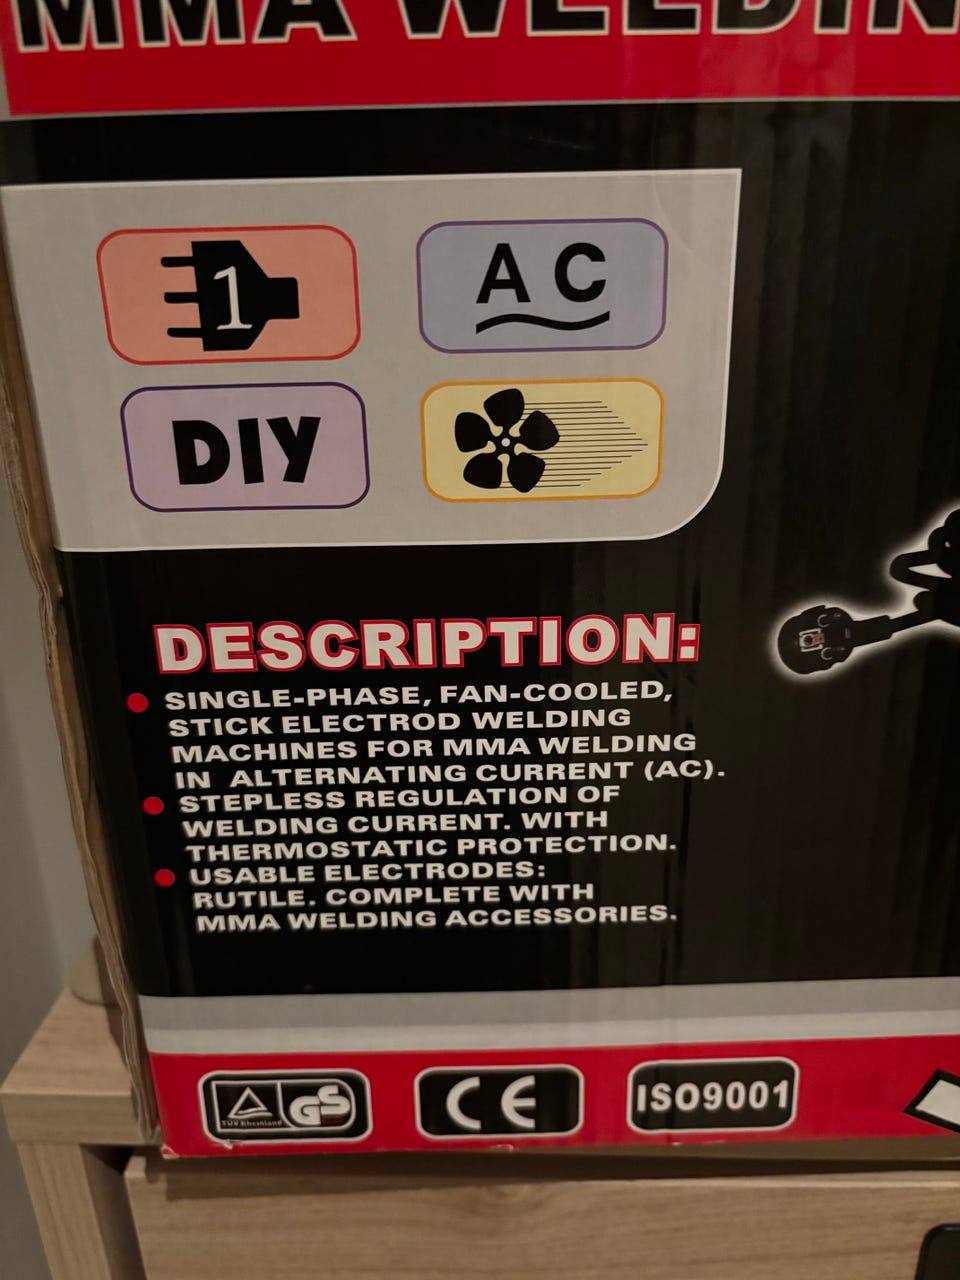 MMA WELDIN
1
A C
DIY
DESCRIPTION:
SINGLE-PHASE, FAN-COOLED,
STICK ELECTROD WELDING
MACHINES FOR MMA WELDING
IN ALTERNATING CURRENT (AC).
STEPLESS REGULATION OF
WELDING CURRENT. WITH
THERMOSTATIC PROTECTION.
USABLE ELECTRODES:
RUTILE. COMPLETE WITH
MMA WELDING ACCESSORIES.
TÜV Rheinland
GS
CE
ISO9001